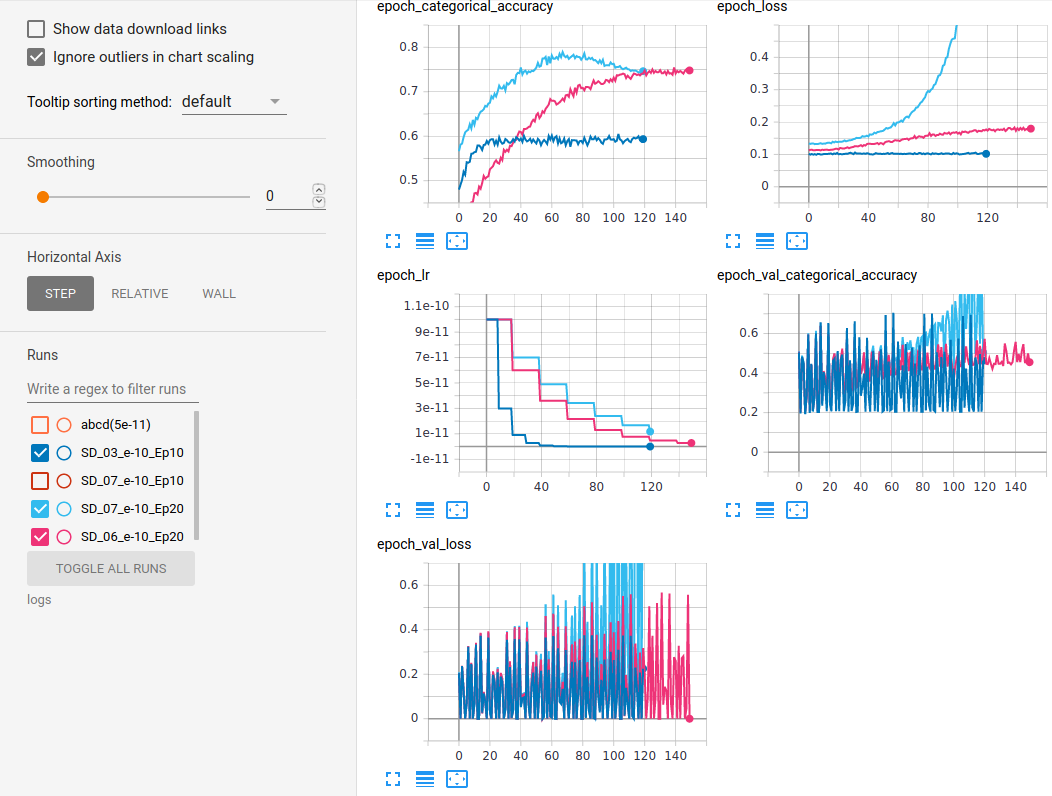 Show data download links
Ignore outliers in chart scaling
Tooltip sorting method: default
Smoothing
0
Horizontal Axis
STEP RELATIVE WALL
Runs
Write a regex to filter runs
abcd(5e-11)
SD_03_e-10_Ep10
SD_07_e-10_Ep10
SD_07_e-10_Ep20
SD_06_e-10_Ep20
TOGGLE ALL RUNS
logs
epoch_categorical_accuracy
0.8
0.7
0.6
0.5
0 20 40 60 80 100 120 140
epoch_loss
0.4
0.3
0.2
0.1
0
0 40 80 120
epoch_lr
1.1e-10
9e-11
7e-11
5e-11
3e-11
1e-11
-1e-11
0 40 80 120
epoch_val_categorical_accuracy
0.6
0.4
0.2
0
0 20 40 60 80 100 120 140
epoch_val_loss
0.6
0.4
0.2
0
0 20 40 60 80 100 120 140